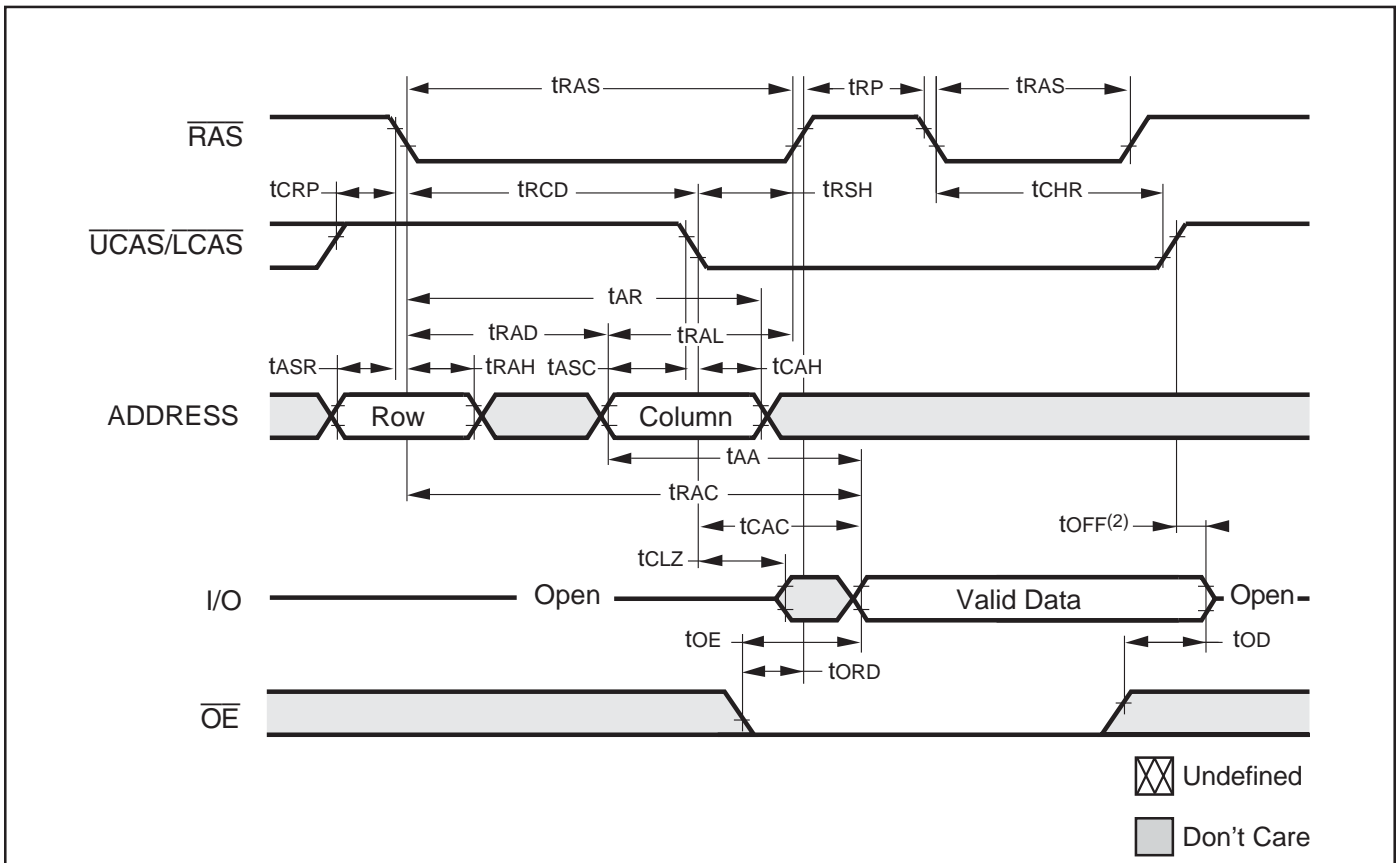 tRAS tRP tRAS
RAS
tCRP tRCD tRSH tCHR
UCAS/LCAS
tAR
tRAD tRAL
tASR tRAH tASC tCAH
ADDRESS Row Column
tAA
tRAC
tCAC tOFF(2)
tCLZ
I/O Open Valid Data Open
tOE tOD
tORD
OE
Undefined
Don't Care